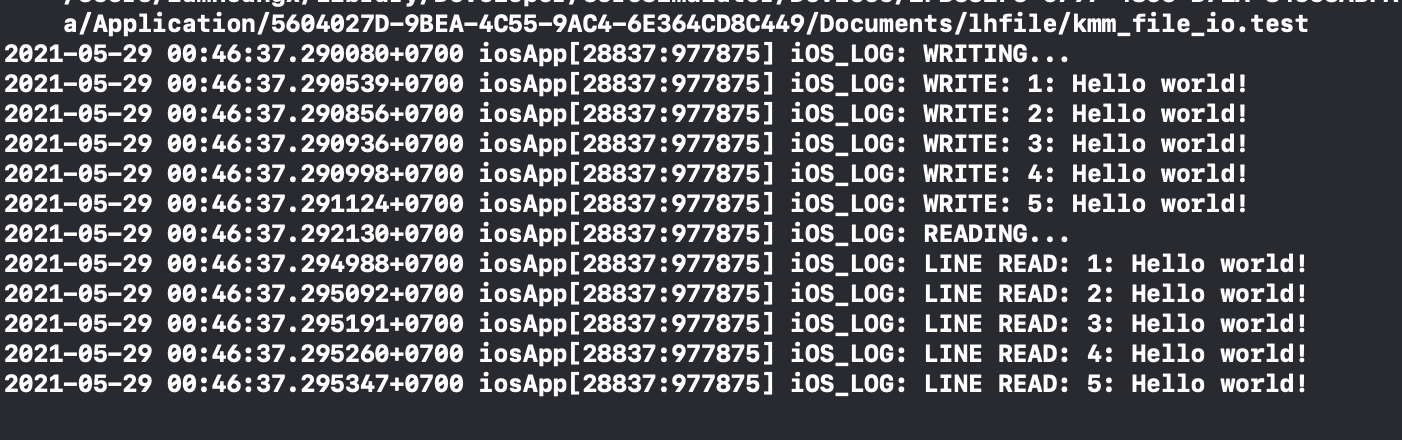 a/Application/5604027D-9BEA-4C55-9AC4-6E364CD8C449/Documents/lhfile/kmm_file_io.test
2021-05-29 00:46:37.290080+0700 iosApp[28837:977875] iOS_LOG: WRITING...
2021-05-29 00:46:37.290539+0700 iosApp[28837:977875] iOS_LOG: WRITE: 1: Hello world!
2021-05-29 00:46:37.290856+0700 iosApp[28837:977875] iOS_LOG: WRITE: 2: Hello world!
2021-05-29 00:46:37.290936+0700 iosApp[28837:977875] iOS_LOG: WRITE: 3: Hello world!
2021-05-29 00:46:37.290998+0700 iosApp[28837:977875] iOS_LOG: WRITE: 4: Hello world!
2021-05-29 00:46:37.291124+0700 iosApp[28837:977875] iOS_LOG: WRITE: 5: Hello world!
2021-05-29 00:46:37.292130+0700 iosApp[28837:977875] iOS_LOG: READING...
2021-05-29 00:46:37.294988+0700 iosApp[28837:977875] iOS_LOG: LINE READ: 1: Hello world!
2021-05-29 00:46:37.295092+0700 iosApp[28837:977875] iOS_LOG: LINE READ: 2: Hello world!
2021-05-29 00:46:37.295191+0700 iosApp[28837:977875] iOS_LOG: LINE READ: 3: Hello world!
2021-05-29 00:46:37.295260+0700 iosApp[28837:977875] iOS_LOG: LINE READ: 4: Hello world!
2021-05-29 00:46:37.295347+0700 iosApp[28837:977875] iOS_LOG: LINE READ: 5: Hello world!